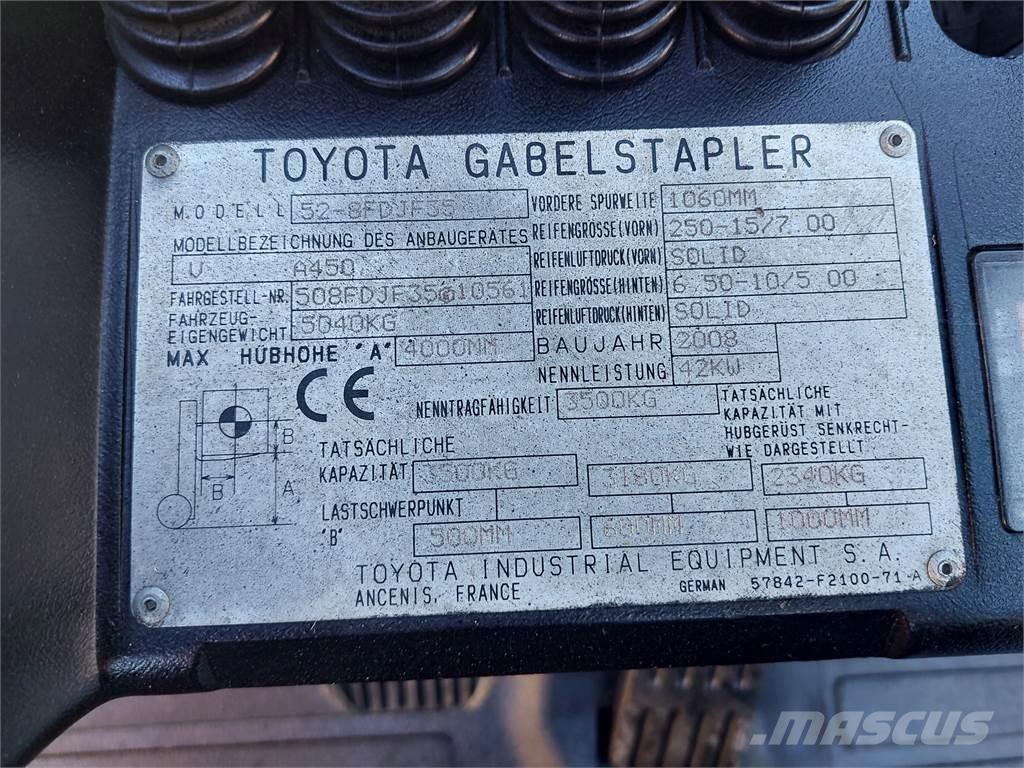 TOYOTA GABELSTAPLER
MODELL 52-8FDJF35 VORDERE SPURWEITE 1060MM
MODELLBEZEICHNUNG DES ANBAUGERÄTES REIFENGRÖSSE(VORN) 250-15/7.00
V A450 REIFENLUFTDRUCK(VORN) SOLID
FAHRGESTELL-NR. REIFENGRÖSSE(HINTEN) 6.50-10/5.00
FAHRZEUG-
EIGENGEWICHT 5040KG REIFENLUFTDRUCK(HINTEN) SOLID
MAX HUBHOHE "A" 4000MM BAUJAHR 2008
NENNLEISTUNG 42KW
CE NENNTRAGFÄHIGKEIT 3500KG
TATSÄCHLICHE
KAPAZITÄT MIT
HUBGERÜST SENKRECHT-
WIE DARGESTELLT
B
A
B
TATSÄCHLICHE
KAPAZITÄT 3500KG 3180KG 2340KG
LASTSCHWERPUNKT
"B" 500MM 600MM 1000MM
TOYOTA INDUSTRIAL EQUIPMENT S.A.
ANCENIS, FRANCE GERMAN 57842-F2100-71-A
MASCUS